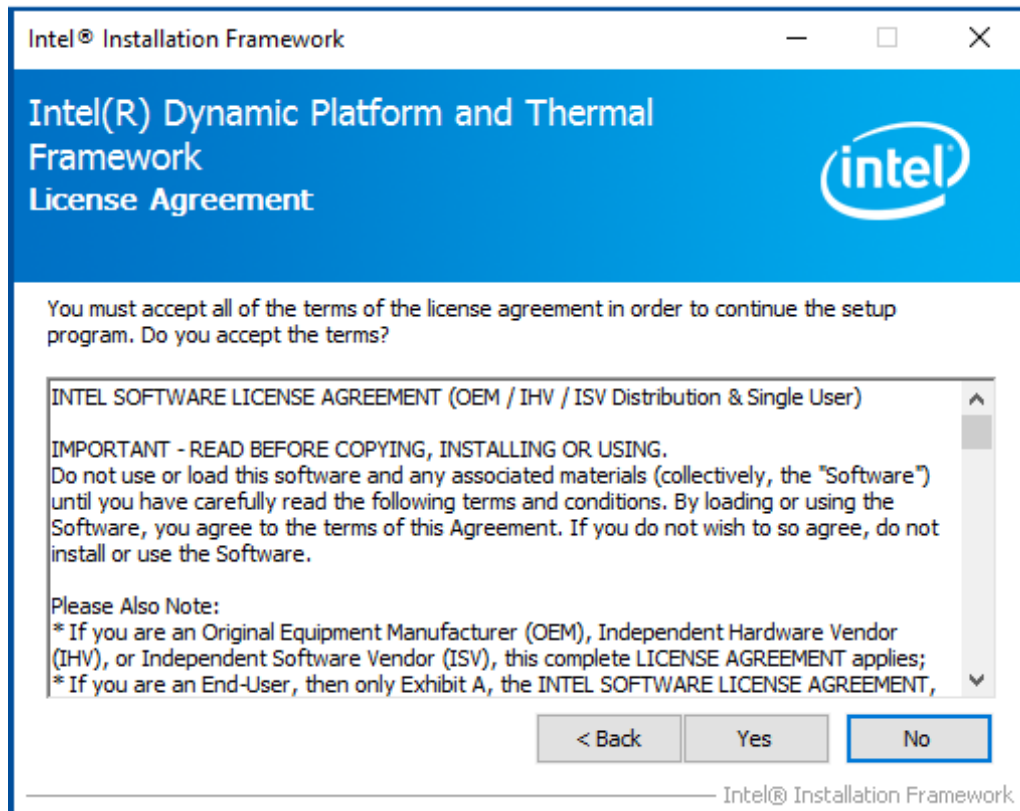 Intel® Installation Framework
Intel(R) Dynamic Platform and Thermal
Framework
License Agreement
intel
You must accept all of the terms of the license agreement in order to continue the setup
program. Do you accept the terms?
INTEL SOFTWARE LICENSE AGREEMENT (OEM / IHV / ISV Distribution & Single User)
IMPORTANT - READ BEFORE COPYING, INSTALLING OR USING.
Do not use or load this software and any associated materials (collectively, the "Software")
until you have carefully read the following terms and conditions. By loading or using the
Software, you agree to the terms of this Agreement. If you do not wish to so agree, do not
install or use the Software.
Please Also Note:
* If you are an Original Equipment Manufacturer (OEM), Independent Hardware Vendor
(IHV), or Independent Software Vendor (ISV), this complete LICENSE AGREEMENT applies;
* If you are an End-User, then only Exhibit A, the INTEL SOFTWARE LICENSE AGREEMENT,
< Back Yes No
Intel® Installation Framework